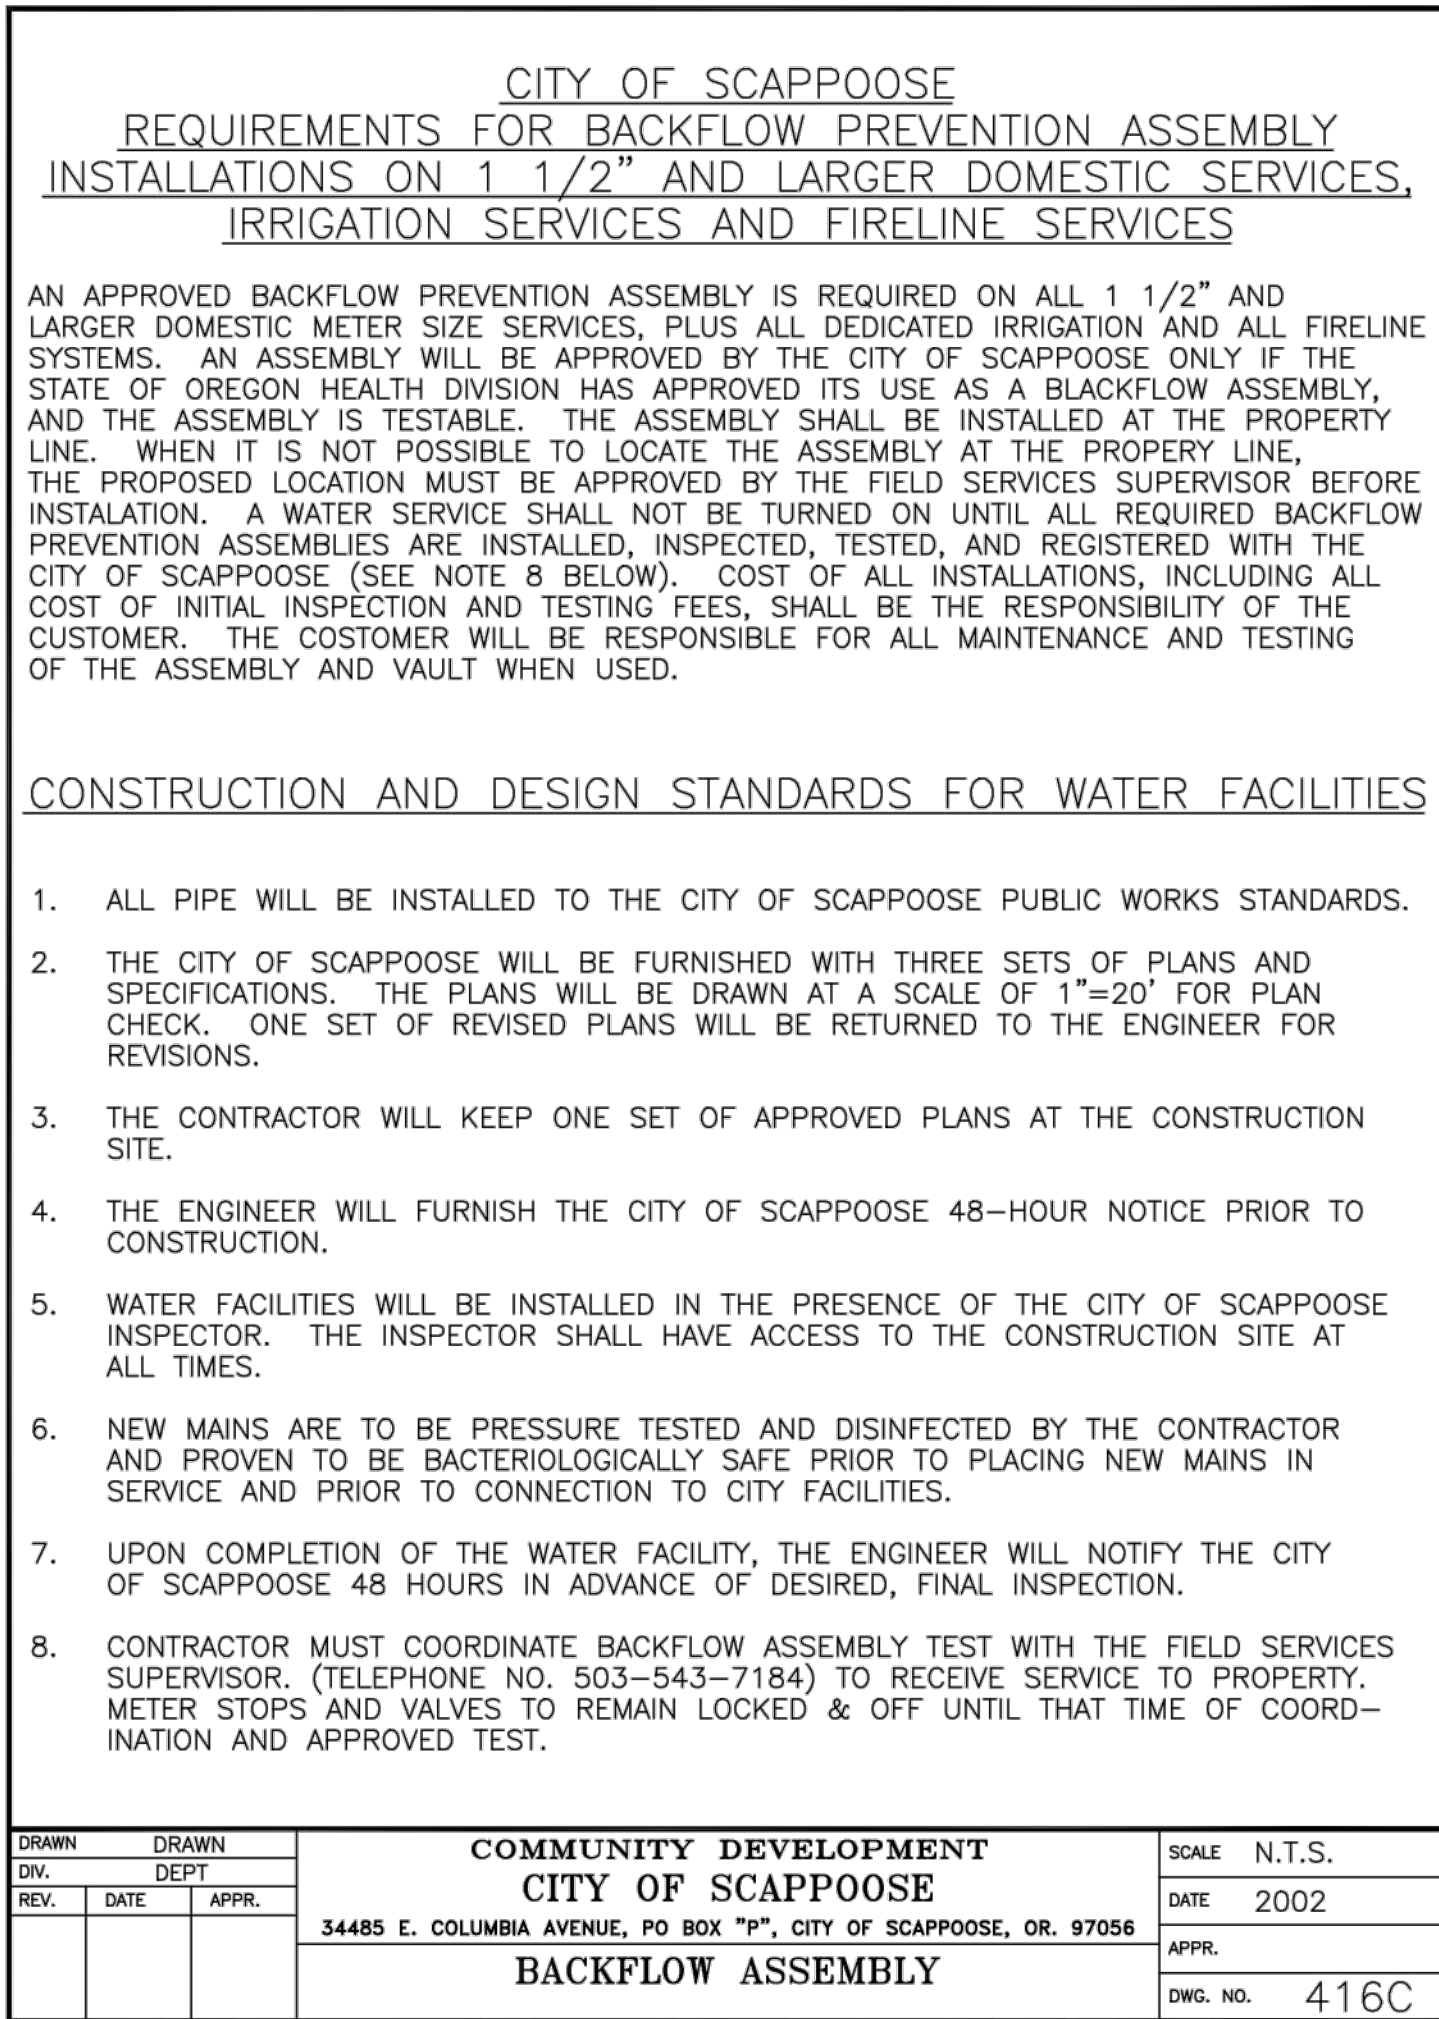 CITY OF SCAPPOOSE
REQUIREMENTS FOR BACKFLOW PREVENTION ASSEMBLY
INSTALLATIONS ON 1 1/2" AND LARGER DOMESTIC SERVICES,
IRRIGATION SERVICES AND FIRELINE SERVICES
AN APPROVED BACKFLOW PREVENTION ASSEMBLY IS REQUIRED ON ALL 1 1/2" AND
LARGER DOMESTIC METER SIZE SERVICES, PLUS ALL DEDICATED IRRIGATION AND ALL FIRELINE
SYSTEMS. AN ASSEMBLY WILL BE APPROVED BY THE CITY OF SCAPPOOSE ONLY IF THE
STATE OF OREGON HEALTH DIVISION HAS APPROVED ITS USE AS A BLACKFLOW ASSEMBLY,
AND THE ASSEMBLY IS TESTABLE. THE ASSEMBLY SHALL BE INSTALLED AT THE PROPERTY
LINE. WHEN IT IS NOT POSSIBLE TO LOCATE THE ASSEMBLY AT THE PROPERY LINE,
THE PROPOSED LOCATION MUST BE APPROVED BY THE FIELD SERVICES SUPERVISOR BEFORE
INSTALATION. A WATER SERVICE SHALL NOT BE TURNED ON UNTIL ALL REQUIRED BACKFLOW
PREVENTION ASSEMBLIES ARE INSTALLED, INSPECTED, TESTED, AND REGISTERED WITH THE
CITY OF SCAPPOOSE (SEE NOTE 8 BELOW). COST OF ALL INSTALLATIONS, INCLUDING ALL
COST OF INITIAL INSPECTION AND TESTING FEES, SHALL BE THE RESPONSIBILITY OF THE
CUSTOMER. THE COSTOMER WILL BE RESPONSIBLE FOR ALL MAINTENANCE AND TESTING
OF THE ASSEMBLY AND VAULT WHEN USED.
CONSTRUCTION AND DESIGN STANDARDS FOR WATER FACILITIES
1. ALL PIPE WILL BE INSTALLED TO THE CITY OF SCAPPOOSE PUBLIC WORKS STANDARDS.
2. THE CITY OF SCAPPOOSE WILL BE FURNISHED WITH THREE SETS OF PLANS AND
SPECIFICATIONS. THE PLANS WILL BE DRAWN AT A SCALE OF 1"=20' FOR PLAN
CHECK. ONE SET OF REVISED PLANS WILL BE RETURNED TO THE ENGINEER FOR
REVISIONS.
3. THE CONTRACTOR WILL KEEP ONE SET OF APPROVED PLANS AT THE CONSTRUCTION
SITE.
4. THE ENGINEER WILL FURNISH THE CITY OF SCAPPOOSE 48-HOUR NOTICE PRIOR TO
CONSTRUCTION.
5. WATER FACILITIES WILL BE INSTALLED IN THE PRESENCE OF THE CITY OF SCAPPOOSE
INSPECTOR. THE INSPECTOR SHALL HAVE ACCESS TO THE CONSTRUCTION SITE AT
ALL TIMES.
6. NEW MAINS ARE TO BE PRESSURE TESTED AND DISINFECTED BY THE CONTRACTOR
AND PROVEN TO BE BACTERIOLOGICALLY SAFE PRIOR TO PLACING NEW MAINS IN
SERVICE AND PRIOR TO CONNECTION TO CITY FACILITIES.
7. UPON COMPLETION OF THE WATER FACILITY, THE ENGINEER WILL NOTIFY THE CITY
OF SCAPPOOSE 48 HOURS IN ADVANCE OF DESIRED, FINAL INSPECTION.
8. CONTRACTOR MUST COORDINATE BACKFLOW ASSEMBLY TEST WITH THE FIELD SERVICES
SUPERVISOR. (TELEPHONE NO. 503-543-7184) TO RECEIVE SERVICE TO PROPERTY.
METER STOPS AND VALVES TO REMAIN LOCKED & OFF UNTIL THAT TIME OF COORD-
INATION AND APPROVED TEST.
DRAWN DRAWN
DIV. DEPT
REV. DATE APPR.
COMMUNITY DEVELOPMENT
CITY OF SCAPPOOSE
34485 E. COLUMBIA AVENUE, PO BOX "P", CITY OF SCAPPOOSE, OR. 97056
BACKFLOW ASSEMBLY
SCALE N.T.S.
DATE 2002
APPR.
DWG. NO. 416C